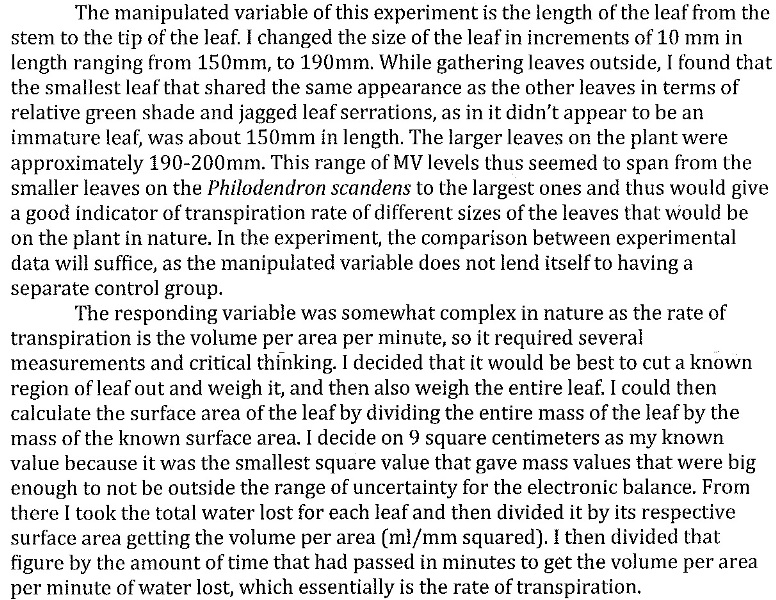 The manipulated variable of this experiment is the length of the leaf from the
stem to the tip of the leaf. I changed the size of the leaf in increments of 10 mm in
length ranging from 150mm, to 190mm. While gathering leaves outside, I found that
the smallest leaf that shared the same appearance as the other leaves in terms of
relative green shade and jagged leaf serrations, as in it didn't appear to be an
immature leaf, was about 150mm in length. The larger leaves on the plant were
approximately 190-200mm. This range of MV levels thus seemed to span from the
smaller leaves on the Philodendron scandens to the largest ones and thus would give
a good indicator of transpiration rate of different sizes of the leaves that would be
on the plant in nature. In the experiment, the comparison between experimental
data will suffice, as the manipulated variable does not lend itself to having a
separate control group.
The responding variable was somewhat complex in nature as the rate of
transpiration is the volume per area per minute, so it required several
measurements and critical thinking. I decided that it would be best to cut a known
region of leaf out and weigh it, and then also weigh the entire leaf. I could then
calculate the surface area of the leaf by dividing the entire mass of the leaf by the
mass of the known surface area. I decide on 9 square centimeters as my known
value because it was the smallest square value that gave mass values that were big
enough to not be outside the range of uncertainty for the electronic balance. From
there I took the total water lost for each leaf and then divided it by its respective
surface area getting the volume per area (ml/mm squared). I then divided that
figure by the amount of time that had passed in minutes to get the volume per area
per minute of water lost, which essentially is the rate of transpiration.